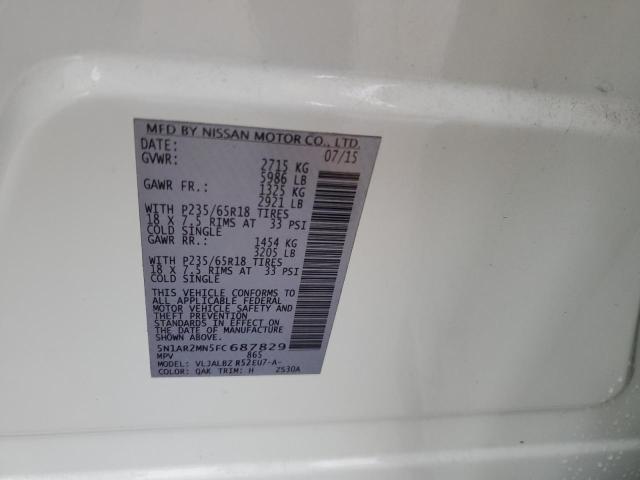 MFD BY NISSAN MOTOR CO., LTD.
DATE: 07/15
GVWR: 2715 KG
5986 LB
GAWR FR.: 1325 KG
2921 LB
WITH P235/65R18 TIRES
18 X 7.5 RIMS AT 33 PSI
COLD SINGLE
GAWR RR.: 1454 KG
3205 LB
WITH P235/65R18 TIRES
18 X 7.5 RIMS AT 33 PSI
COLD SINGLE
THIS VEHICLE CONFORMS TO
ALL APPLICABLE FEDERAL
MOTOR VEHICLE SAFETY AND
THEFT PREVENTION
STANDARDS IN EFFECT ON
THE DATE OF MANUFACTURE
SHOWN ABOVE.
5N1AR2MN5FC687829
MPV 865
MODEL: VLJALBZ R52EU7-A-
COLOR: QAK TRIM: H 2S30A